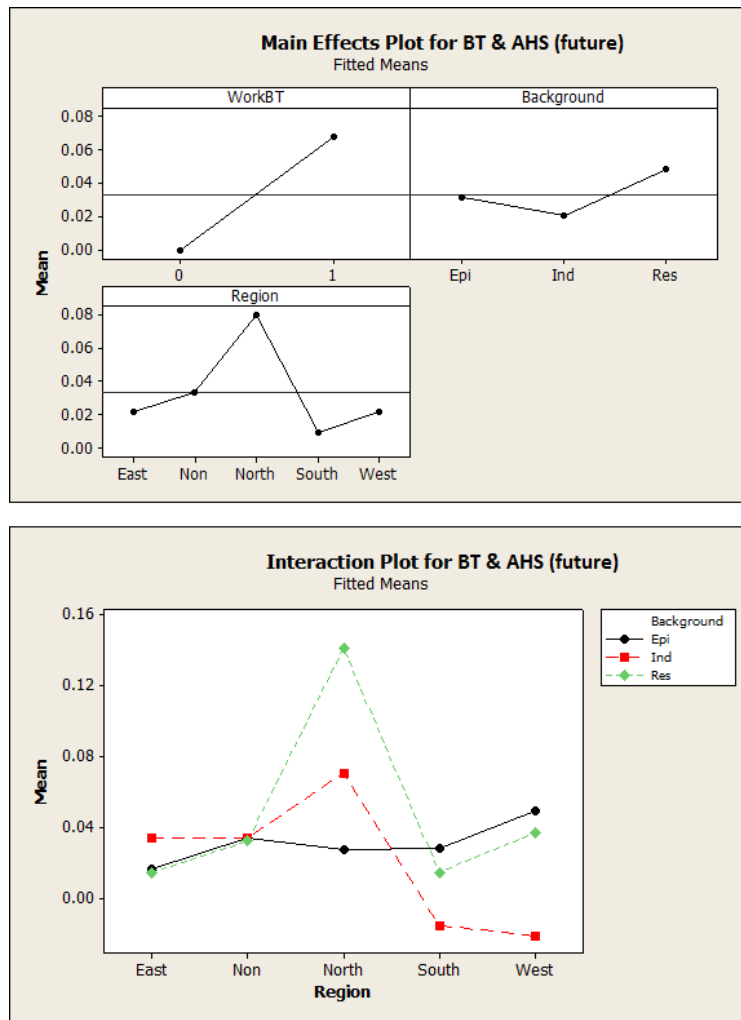 Main Effects Plot for BT & AHS (future)
Fitted Means
WorkBT
Background
0.08
0.06
0.04
0.02
0.00
0
1
Epi
Ind
Res
Mean
Region
0.08
0.06
0.04
0.02
0.00
East
Non
North
South
West
Interaction Plot for BT & AHS (future)
Fitted Means
0.16
0.12
0.08
0.04
0.00
Mean
Background
Epi
Ind
Res
East
Non
North
South
West
Region